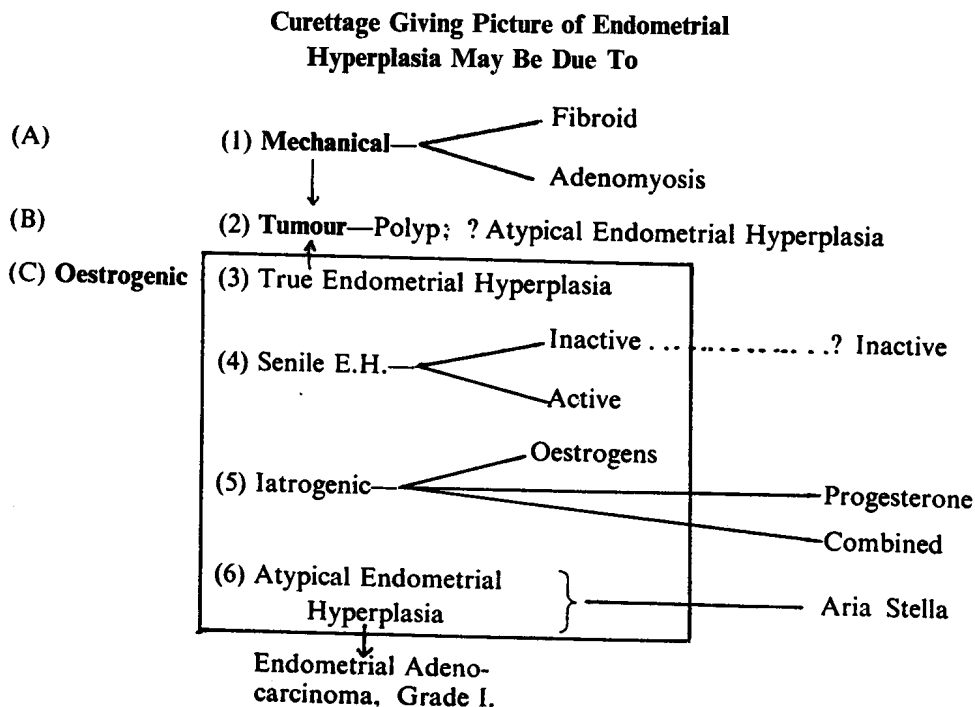 Curettage Giving Picture of Endometrial
Hyperplasia May Be Due To
Fibroid
(A) (1) Mechanical—
Adenomyosis
(B) (2) Tumour—Polyp; ? Atypical Endometrial Hyperplasia
(C) Oestrogenic (3) True Endometrial Hyperplasia
Inactive ................? Inactive
(4) Senile E.H.—
Active
Oestrogens
(5) Iatrogenic—
Progesterone
Combined
(6) Atypical Endometrial
Hyperplasia
Aria Stella
Endometrial Adeno-
carcinoma, Grade I.